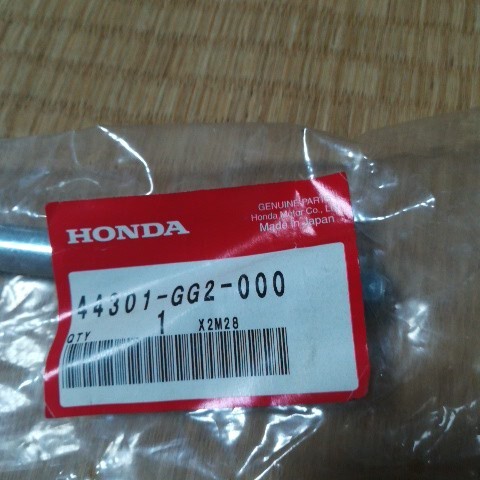 GENUINE PARTS
Honda Motor Co., Ltd.
Made in Japan
HONDA
44301-GG2-000
QTY 1 X2M28